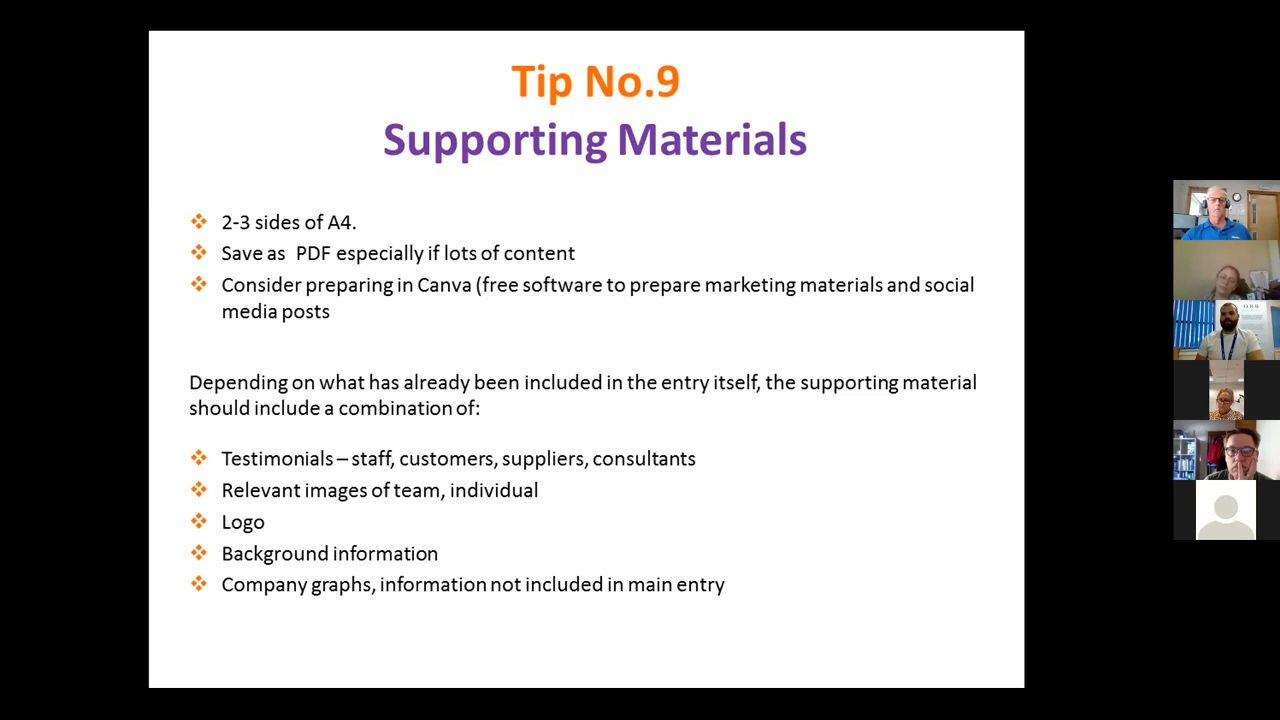 Tip No.9
Supporting Materials
2-3 sides of A4.
Save as  PDF especially if lots of content
Consider preparing in Canva (free software to prepare marketing materials and social
media posts
Depending on what has already been included in the entry itself, the supporting material
should include a combination of:
Testimonials – staff, customers, suppliers, consultants
Relevant images of team, individual
Logo
Background information
Company graphs, information not included in main entry